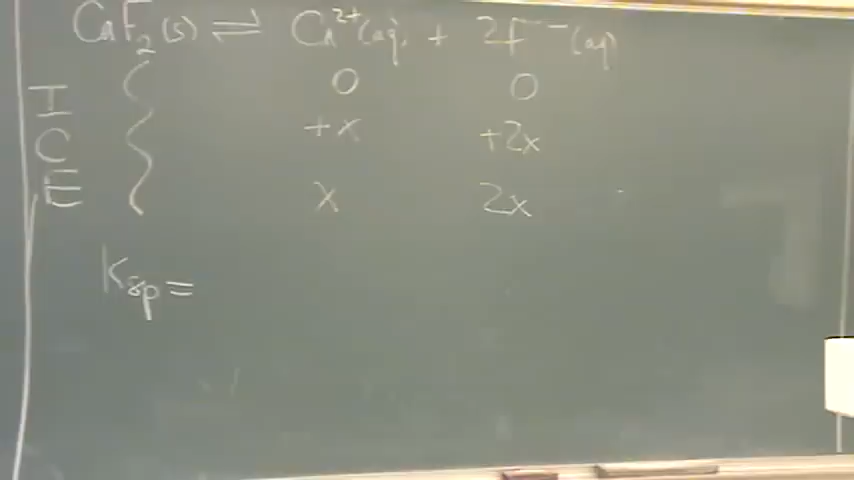 CaF₂(s) ⇌ Ca²⁺(aq) + 2F⁻(aq)
I 0 0
C +x +2x
E x 2x
Ksp =